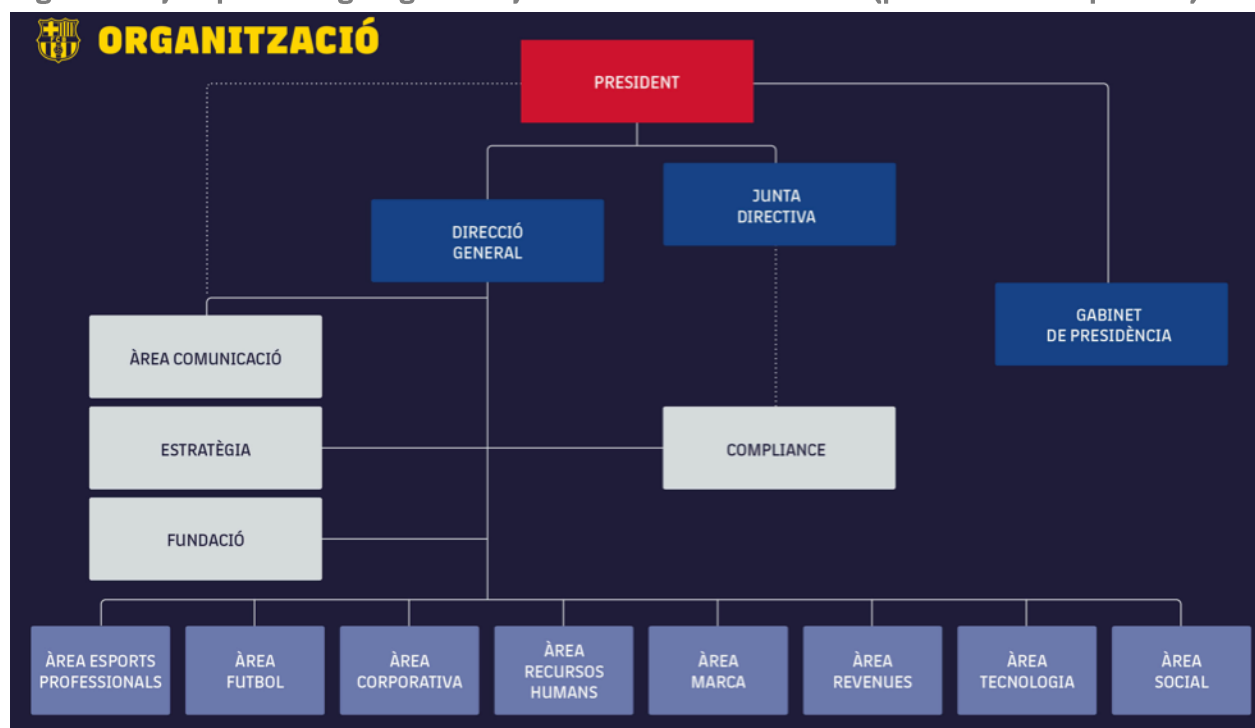 ORGANITZACIÓ
PRESIDENT
JUNTA
DIRECTIVA
DIRECCIÓ
GENERAL
GABINET
DE PRESIDÈNCIA
ÀREA COMUNICACIÓ
ESTRATÈGIA
COMPLIANCE
FUNDACIÓ
ÀREA ESPORTS
PROFESSIONALS
ÀREA
FUTBOL
ÀREA
CORPORATIVA
ÀREA
RECURSOS
HUMANS
ÀREA
MARCA
ÀREA
REVENUES
ÀREA
TECNOLOGIA
ÀREA
SOCIAL